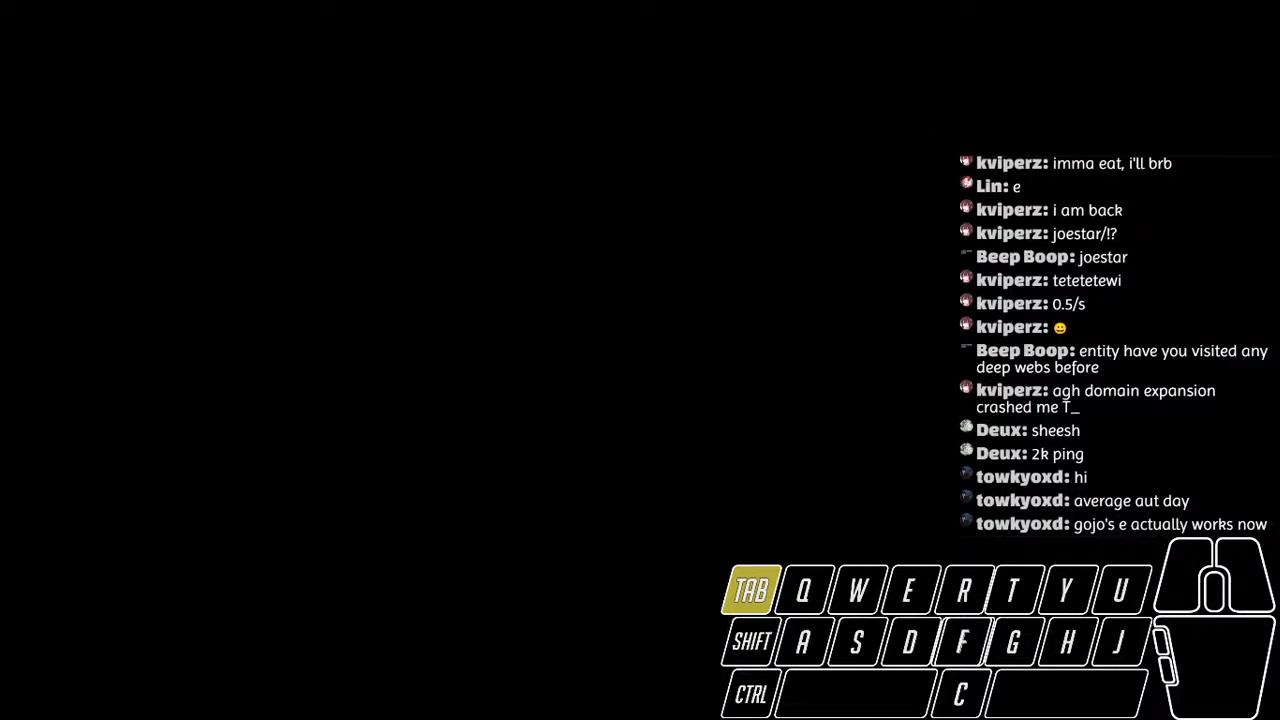 kviperz: imma eat, i'll brb
Lin: e
kviperz: i am back
kviperz: joestar/!?
Beep Boop: joestar
kviperz: tetetetewi
kviperz: 0.5/s
kviperz: 😀
Beep Boop: entity have you visited any
deep webs before
kviperz: agh domain expansion
crashed me T_
Deux: sheesh
Deux: 2k ping
towkyoxd: hi
towkyoxd: average aut day
towkyoxd: gojo's e actually works now
TAB Q W E R T Y U
SHIFT A S D F G H J
CTRL C